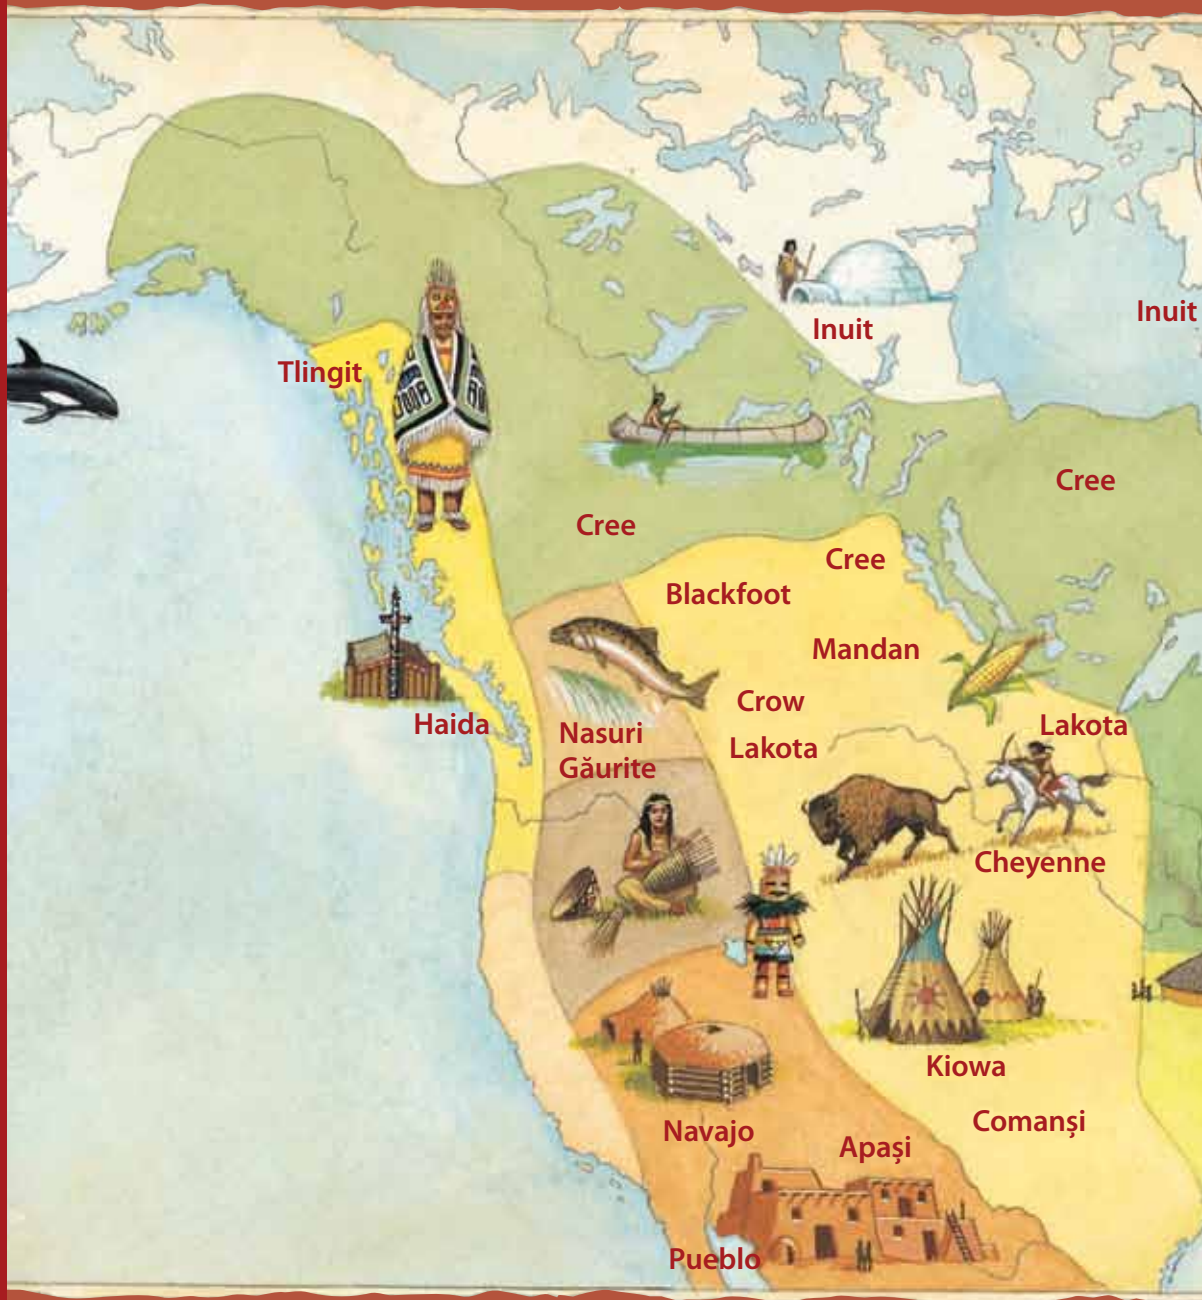 Inuit
Inuit
Tlingit
Cree
Cree
Cree
Blackfoot
Mandan
Crow
Haida
Nasuri
Găurite
Lakota
Lakota
Cheyenne
Kiowa
Comanși
Navajo
Apași
Pueblo